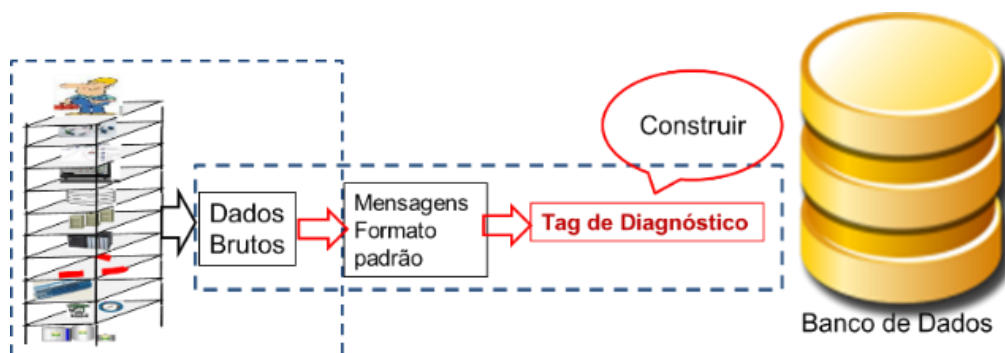 Construir
Dados
Brutos
Mensagens
Formato
padrão
Tag de Diagnóstico
Banco de Dados